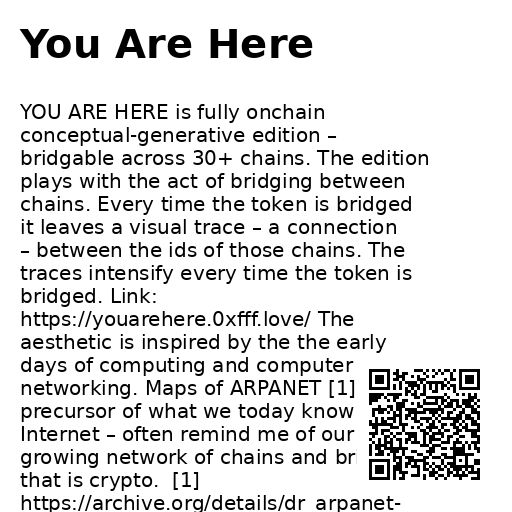 You Are Here
YOU ARE HERE is fully onchain
conceptual-generative edition –
bridgable across 30+ chains. The edition
plays with the act of bridging between
chains. Every time the token is bridged
it leaves a visual trace – a connection
– between the ids of those chains. The
traces intensify every time the token is
bridged. Link:
https://youarehere.0xfff.love/ The
aesthetic is inspired by the the early
days of computing and computer
networking. Maps of ARPANET [1]
precursor of what we today know
Internet – often remind me of our
growing network of chains and
that is crypto.  [1]
https://archive.org/details/dr_arpanet-